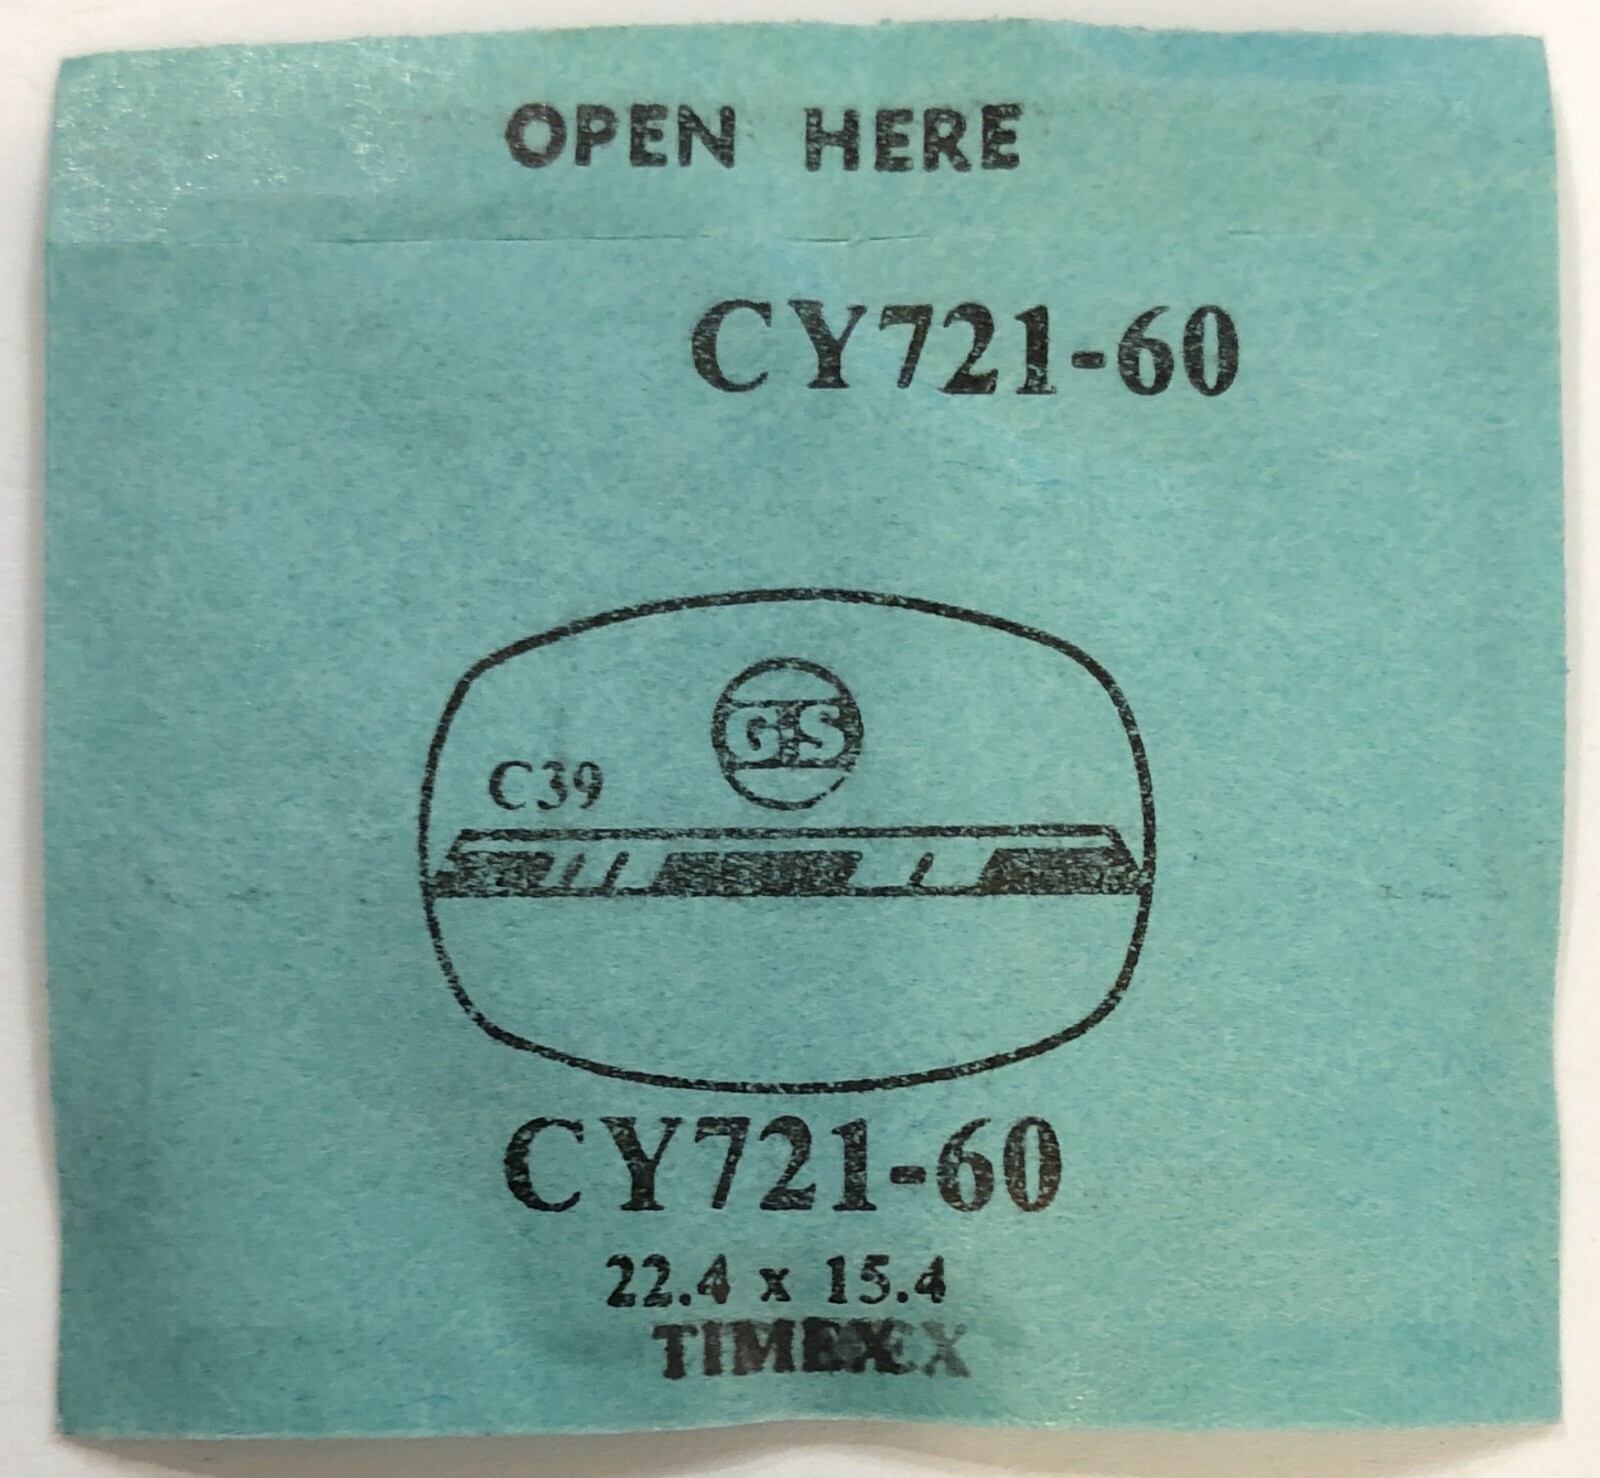 OPEN HERE
CY721-60
GS
C39
CY721-60
22.4 x 15.4
TIMEX